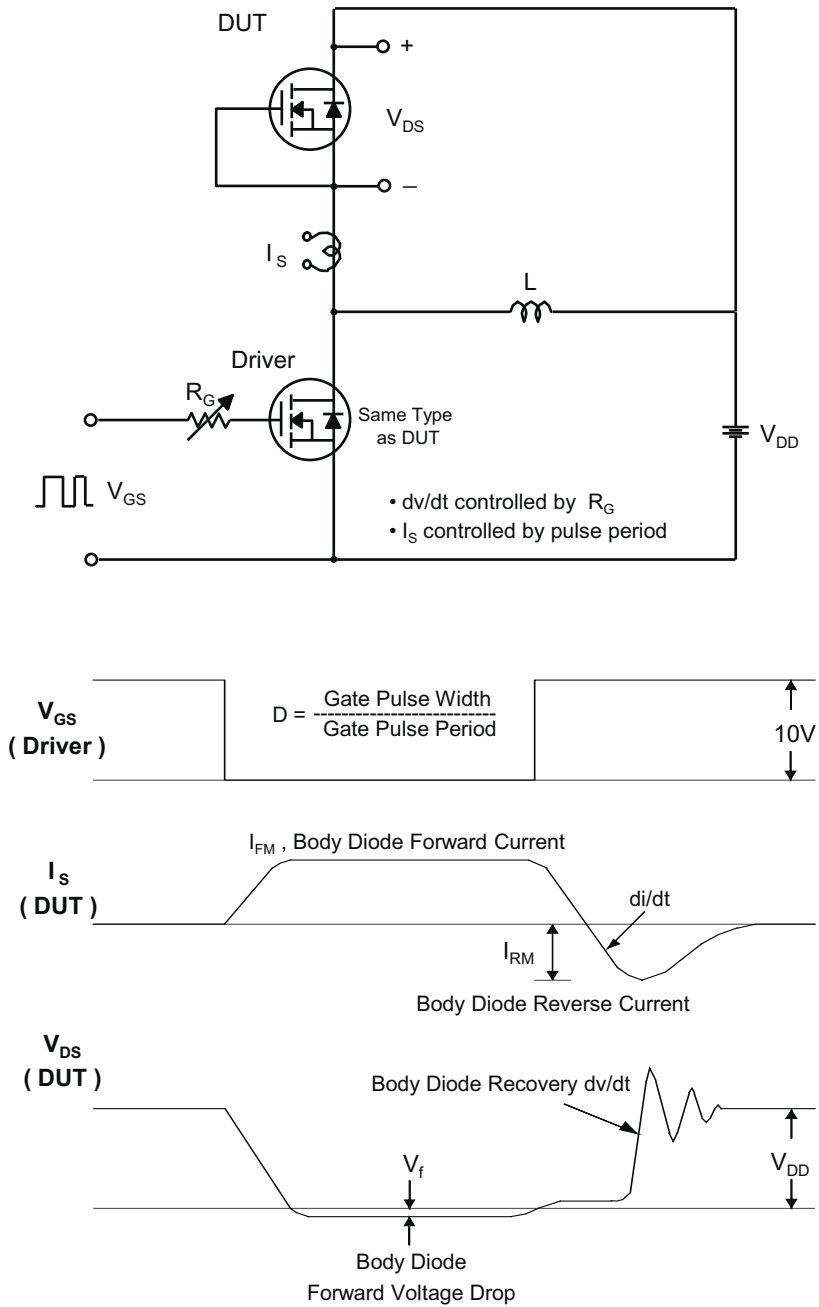 DUT
+
V_DS
–
I_S
L
Driver
R_G
Same Type
as DUT
V_DD
V_GS
• dv/dt controlled by R_G
• I_S controlled by pulse period
V_GS
( Driver )
D = Gate Pulse Width
Gate Pulse Period
10V
I_FM , Body Diode Forward Current
I_S
( DUT )
di/dt
I_RM
Body Diode Reverse Current
V_DS
( DUT )
Body Diode Recovery dv/dt
V_f
V_DD
Body Diode
Forward Voltage Drop